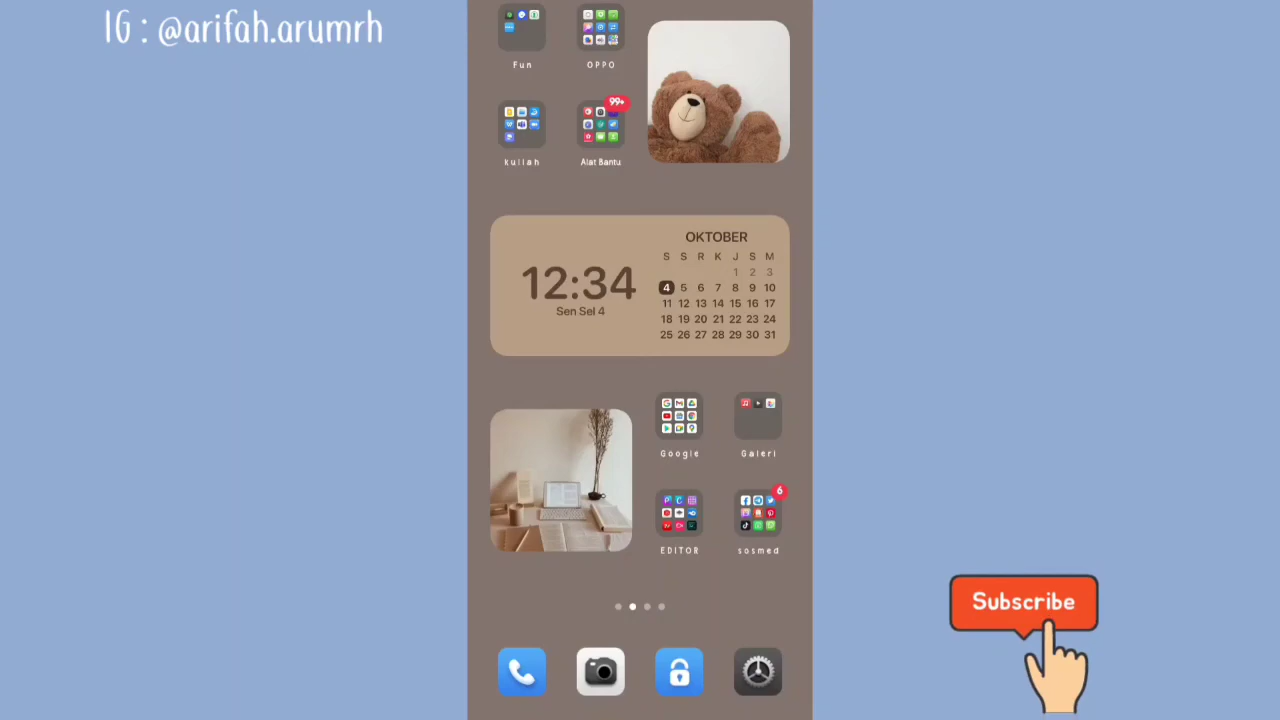 IG : @arifah.arumrh
Fun
OPPO
99+
kuliah
Alat Bantu
OKTOBER
S S R K J S M
1 2 3
4 5 6 7 8 9 10
11 12 13 14 15 16 17
18 19 20 21 22 23 24
25 26 27 28 29 30 31
12:34
Sen Sel 4
Google
Galeri
6
EDITOR
sosmed
Subscribe